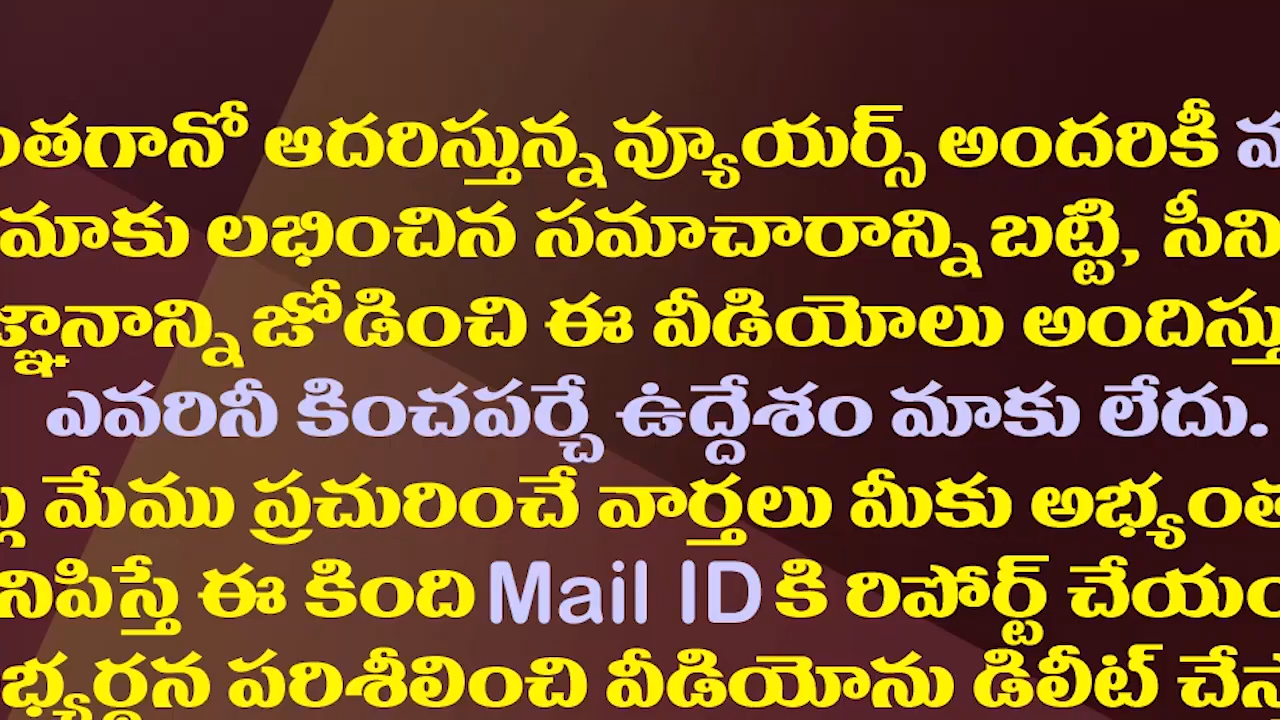 ంతగానో ఆదరిస్తున్న వ్యూయర్స్ అందరికీ
మాకు లభించిన సమాచారాన్ని బట్టి, సీని
జ్ఞానాన్ని జోడించి ఈ వీడియోలు అందిస్తు
ఎవరినీ కించపర్చే ఉద్దేశం మాకు లేదు.
మేము ప్రచురించే వార్తలు మీకు అభ్యంత
నిపిస్తే ఈ కింది Mail ID కి రిపోర్ట్ చేయం
భ్యర్థన పరిశీలించి వీడియోను డిలీట్ చేస